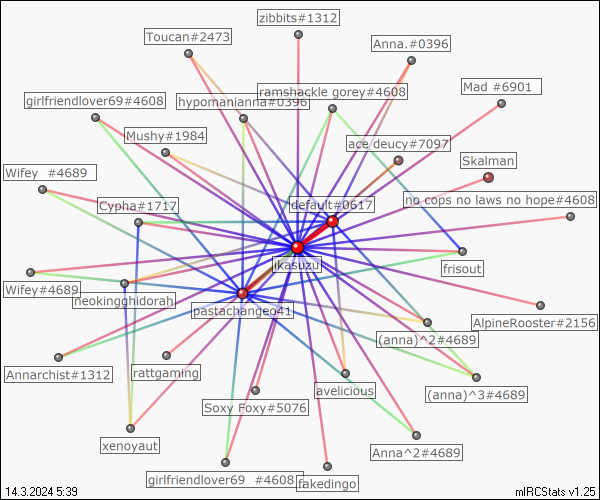 zibbits#1312
Toucan#2473
Anna.#0396
Mad #6901
ramshackle gorey#4608
girlfriendlover69#4608
hypomanianna#0396
Mushy#1984
ace deucy#7097
Skalman
Wifey #4689
no cops no laws no hope#4608
Cypha#1717
default#0617
ikasuzu
frisout
Wifey#4689
neokingghidorah
pastachangeo41
AlpineRooster#2156
(anna)^2#4689
Annarchist#1312
rattgaming
avelicious
(anna)^3#4689
Soxy Foxy#5076
xenoyaut
Anna^2#4689
girlfriendlover69 #4608
fakedingo
14.3.2024 5:39
mIRCStats v1.25